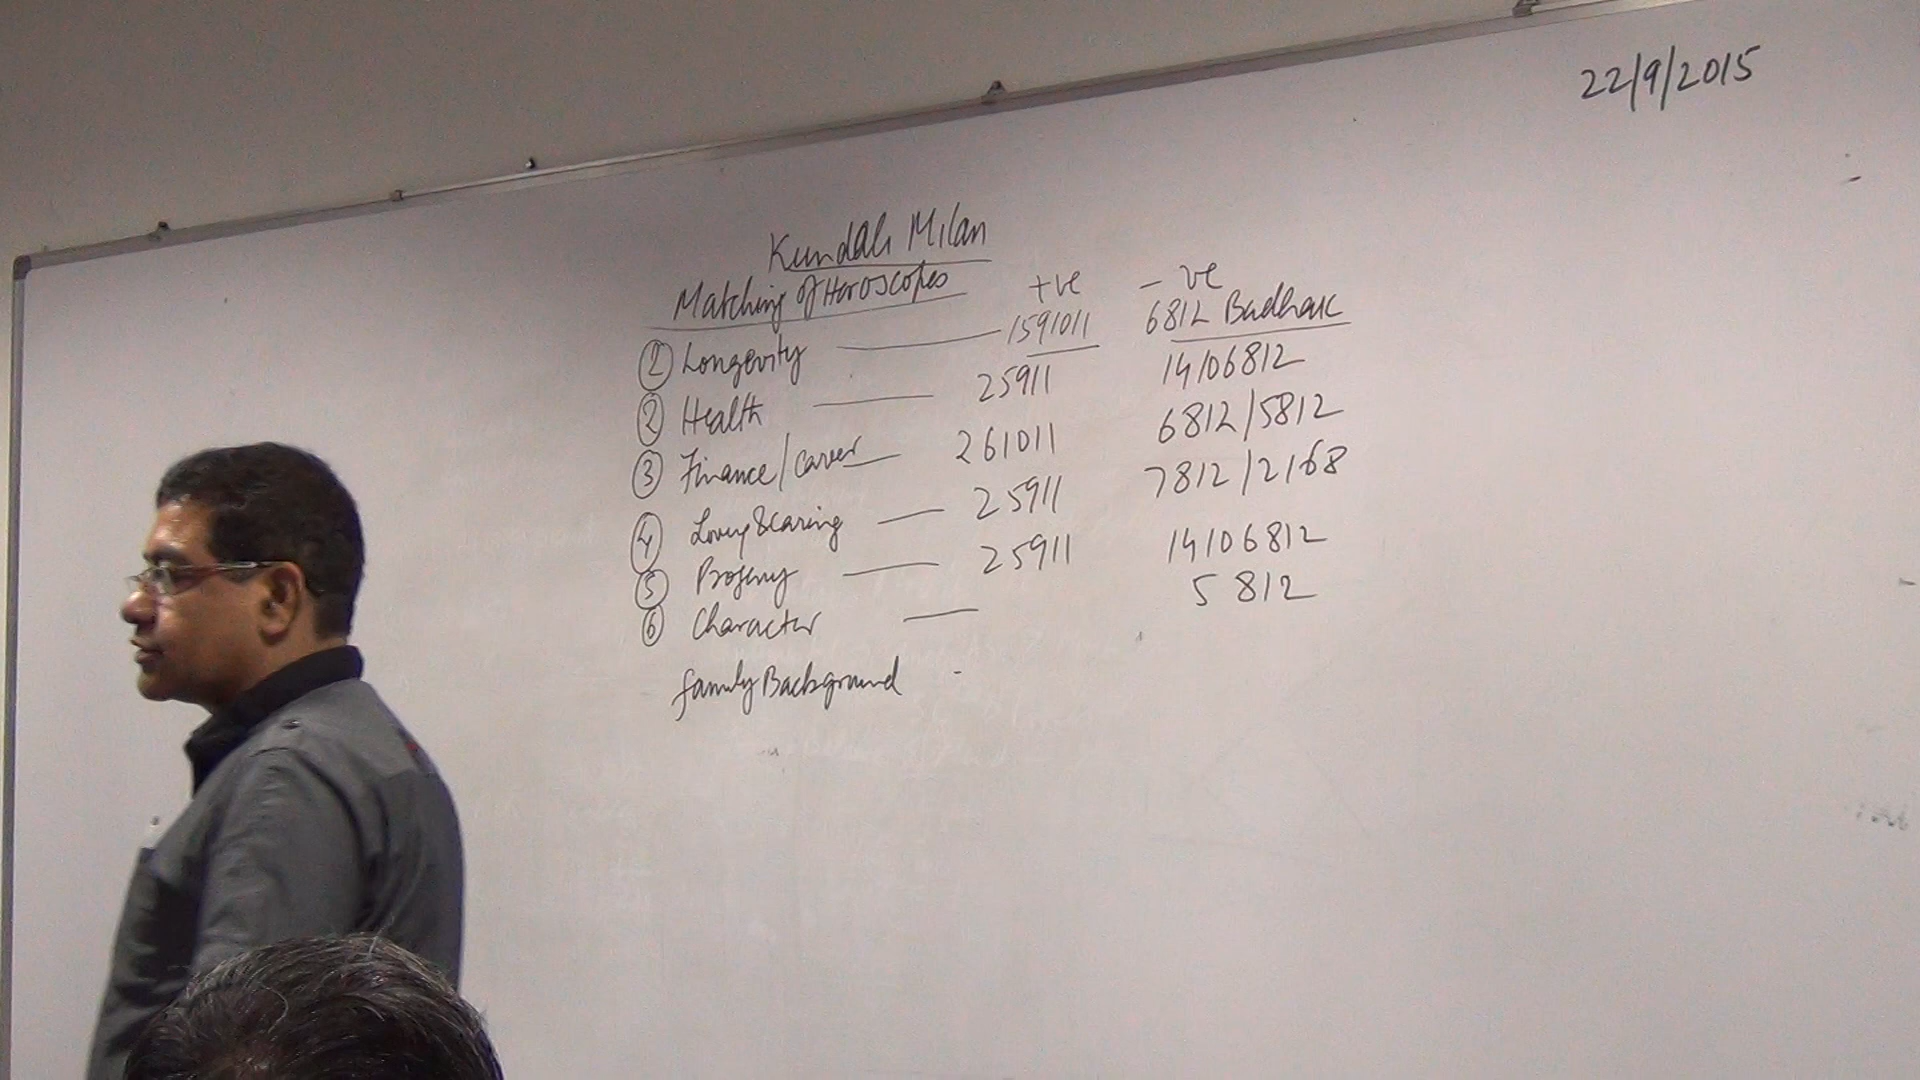 22/9/2015
Kundali Milan
Matching of Horoscopes +ve -ve
① Longevity — 1591011 6812 Badhak
② Health — 25911 14106812
③ Finance/Career — 261011 6812/5812
④ Loving & Caring — 25911 7812/2168
⑤ Progeny — 25911 14106812
⑥ Character — 5 812
family Background -